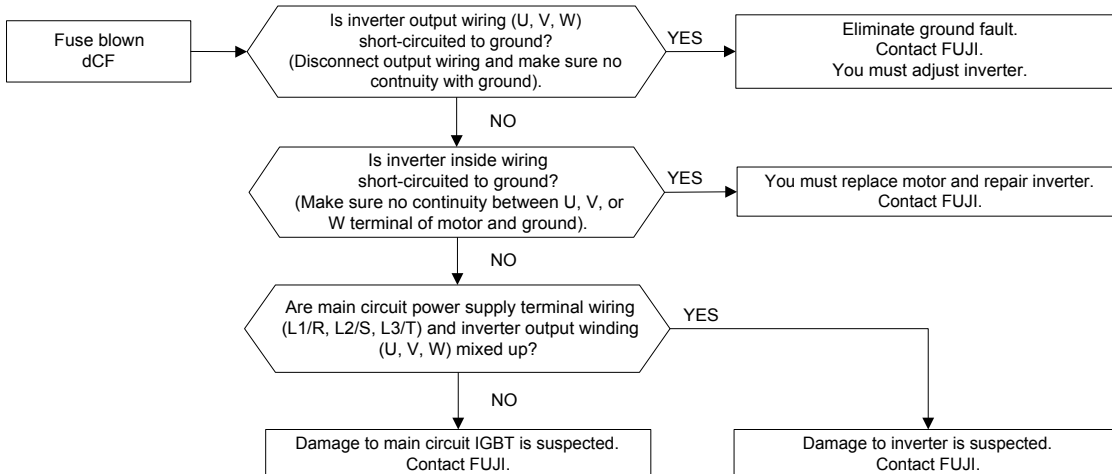 Fuse blown
dCF
Is inverter output wiring (U, V, W)
short-circuited to ground?
(Disconnect output wiring and make sure no
contnuity with ground).
YES
Eliminate ground fault.
Contact FUJI.
You must adjust inverter.
NO
Is inverter inside wiring
short-circuited to ground?
(Make sure no continuity between U, V, or
W terminal of motor and ground).
YES
You must replace motor and repair inverter.
Contact FUJI.
NO
Are main circuit power supply terminal wiring
(L1/R, L2/S, L3/T) and inverter output winding
(U, V, W) mixed up?
YES
NO
Damage to main circuit IGBT is suspected.
Contact FUJI.
Damage to inverter is suspected.
Contact FUJI.